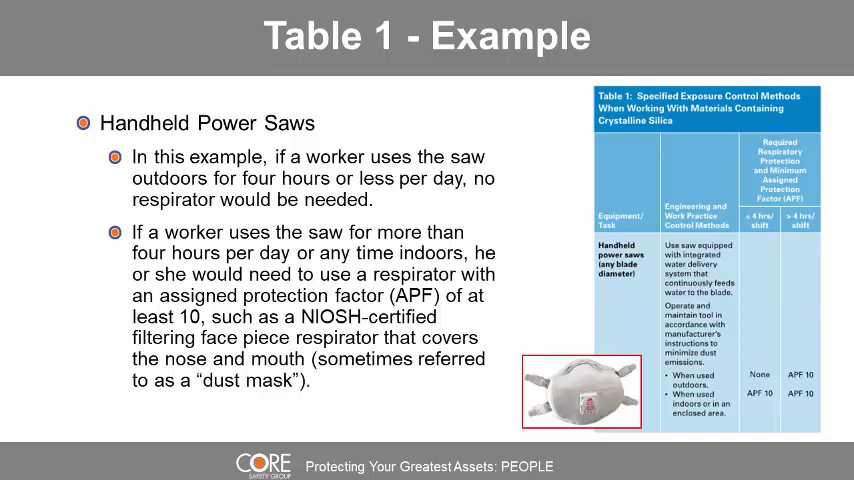 Table 1 - Example
Handheld Power Saws
In this example, if a worker uses the saw
outdoors for four hours or less per day, no
respirator would be needed.
If a worker uses the saw for more than
four hours per day or any time indoors, he
or she would need to use a respirator with
an assigned protection factor (APF) of at
least 10, such as a NIOSH-certified
filtering face piece respirator that covers
the nose and mouth (sometimes referred
to as a “dust mask”).
Table 1: Specified Exposure Control Methods
When Working With Materials Containing
Crystalline Silica
Equipment/
Task
Engineering and
Work Practice
Control Methods
Required
Respiratory
Protection
and Minimum
Assigned
Protection
Factor (APF)
≤ 4 hrs/
shift
> 4 hrs/
shift
Handheld
power saws
(any blade
diameter)
Use saw equipped
with integrated
water delivery
system that
continuously feeds
water to the blade.
Operate and
maintain tool in
accordance with
manufacturer's
instructions to
minimize dust
emissions.
• When used
outdoors.
None
APF 10
• When used
indoors or in an
enclosed area.
APF 10
APF 10
CORE
SAFETY GROUP
Protecting Your Greatest Assets: PEOPLE